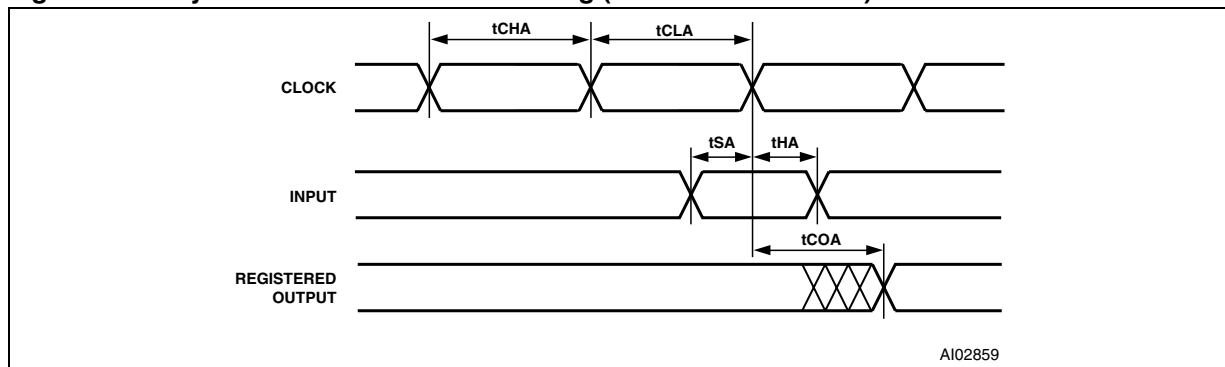 tCHA tCLA
CLOCK
tSA tHA
INPUT
tCOA
REGISTERED
OUTPUT
AI02859